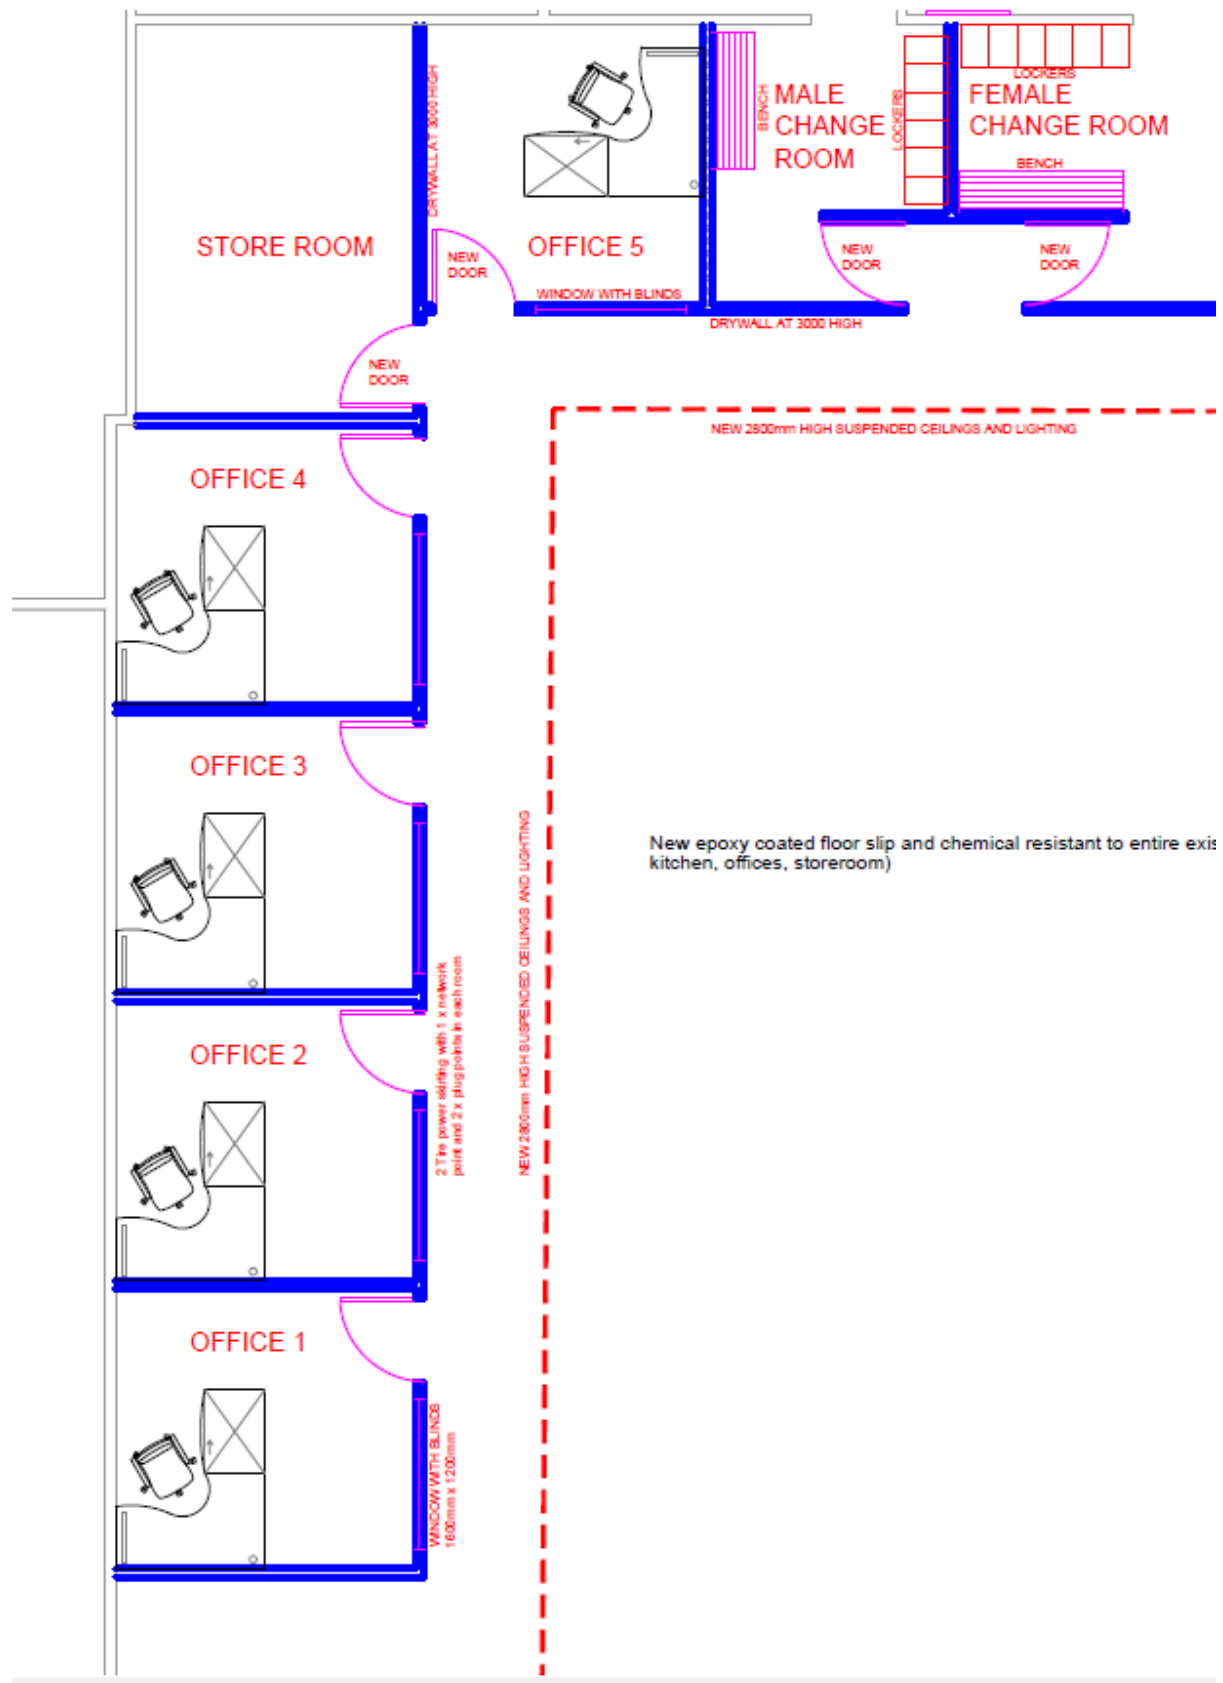 LOCKERS
MALE
CHANGE
ROOM
BENCH
LOCKERS
FEMALE
CHANGE ROOM
BENCH
DRYWALL AT 3000 HIGH
STORE ROOM
OFFICE 5
NEW
DOOR
NEW
DOOR
NEW
DOOR
WINDOW WITH BLINDS
DRYWALL AT 3000 HIGH
NEW
DOOR
NEW 2800mm HIGH SUSPENDED CEILINGS AND LIGHTING
OFFICE 4
OFFICE 3
NEW 2800mm HIGH SUSPENDED CEILINGS AND LIGHTING
New epoxy coated floor slip and chemical resistant to entire exis
kitchen, offices, storeroom)
2 Tire power skirting with 1 x network
point and 2 x plug points in each room
OFFICE 2
OFFICE 1
WINDOW WITH BLINDS
1600mm x 1200mm